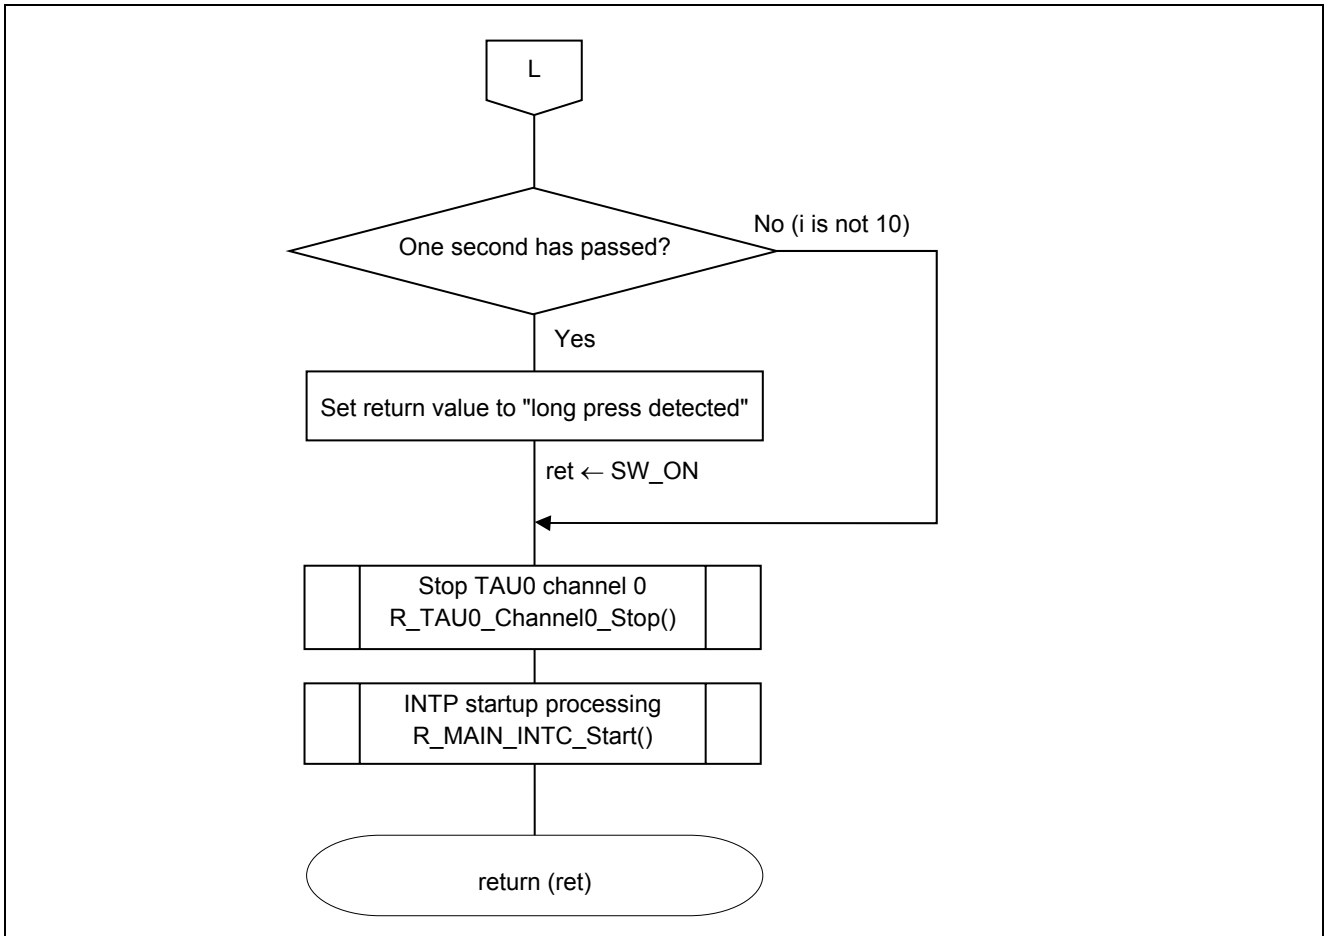 L
One second has passed?
No (i is not 10)
Yes
Set return value to "long press detected"
ret ← SW_ON
Stop TAU0 channel 0
R_TAU0_Channel0_Stop()
INTP startup processing
R_MAIN_INTC_Start()
return (ret)